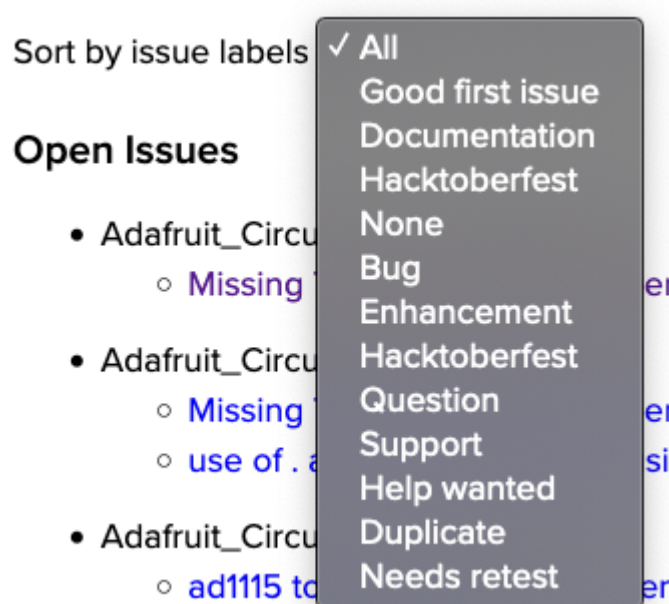 Sort by issue labels ✓ All
Good first issue
Documentation
Hacktoberfest
None
Bug
Enhancement
Hacktoberfest
Question
Support
Help wanted
Duplicate
Needs retest
Open Issues
• Adafruit_Circu
○ Missing
• Adafruit_Circu
○ Missing
○ use of .
• Adafruit_Circu
○ ad1115